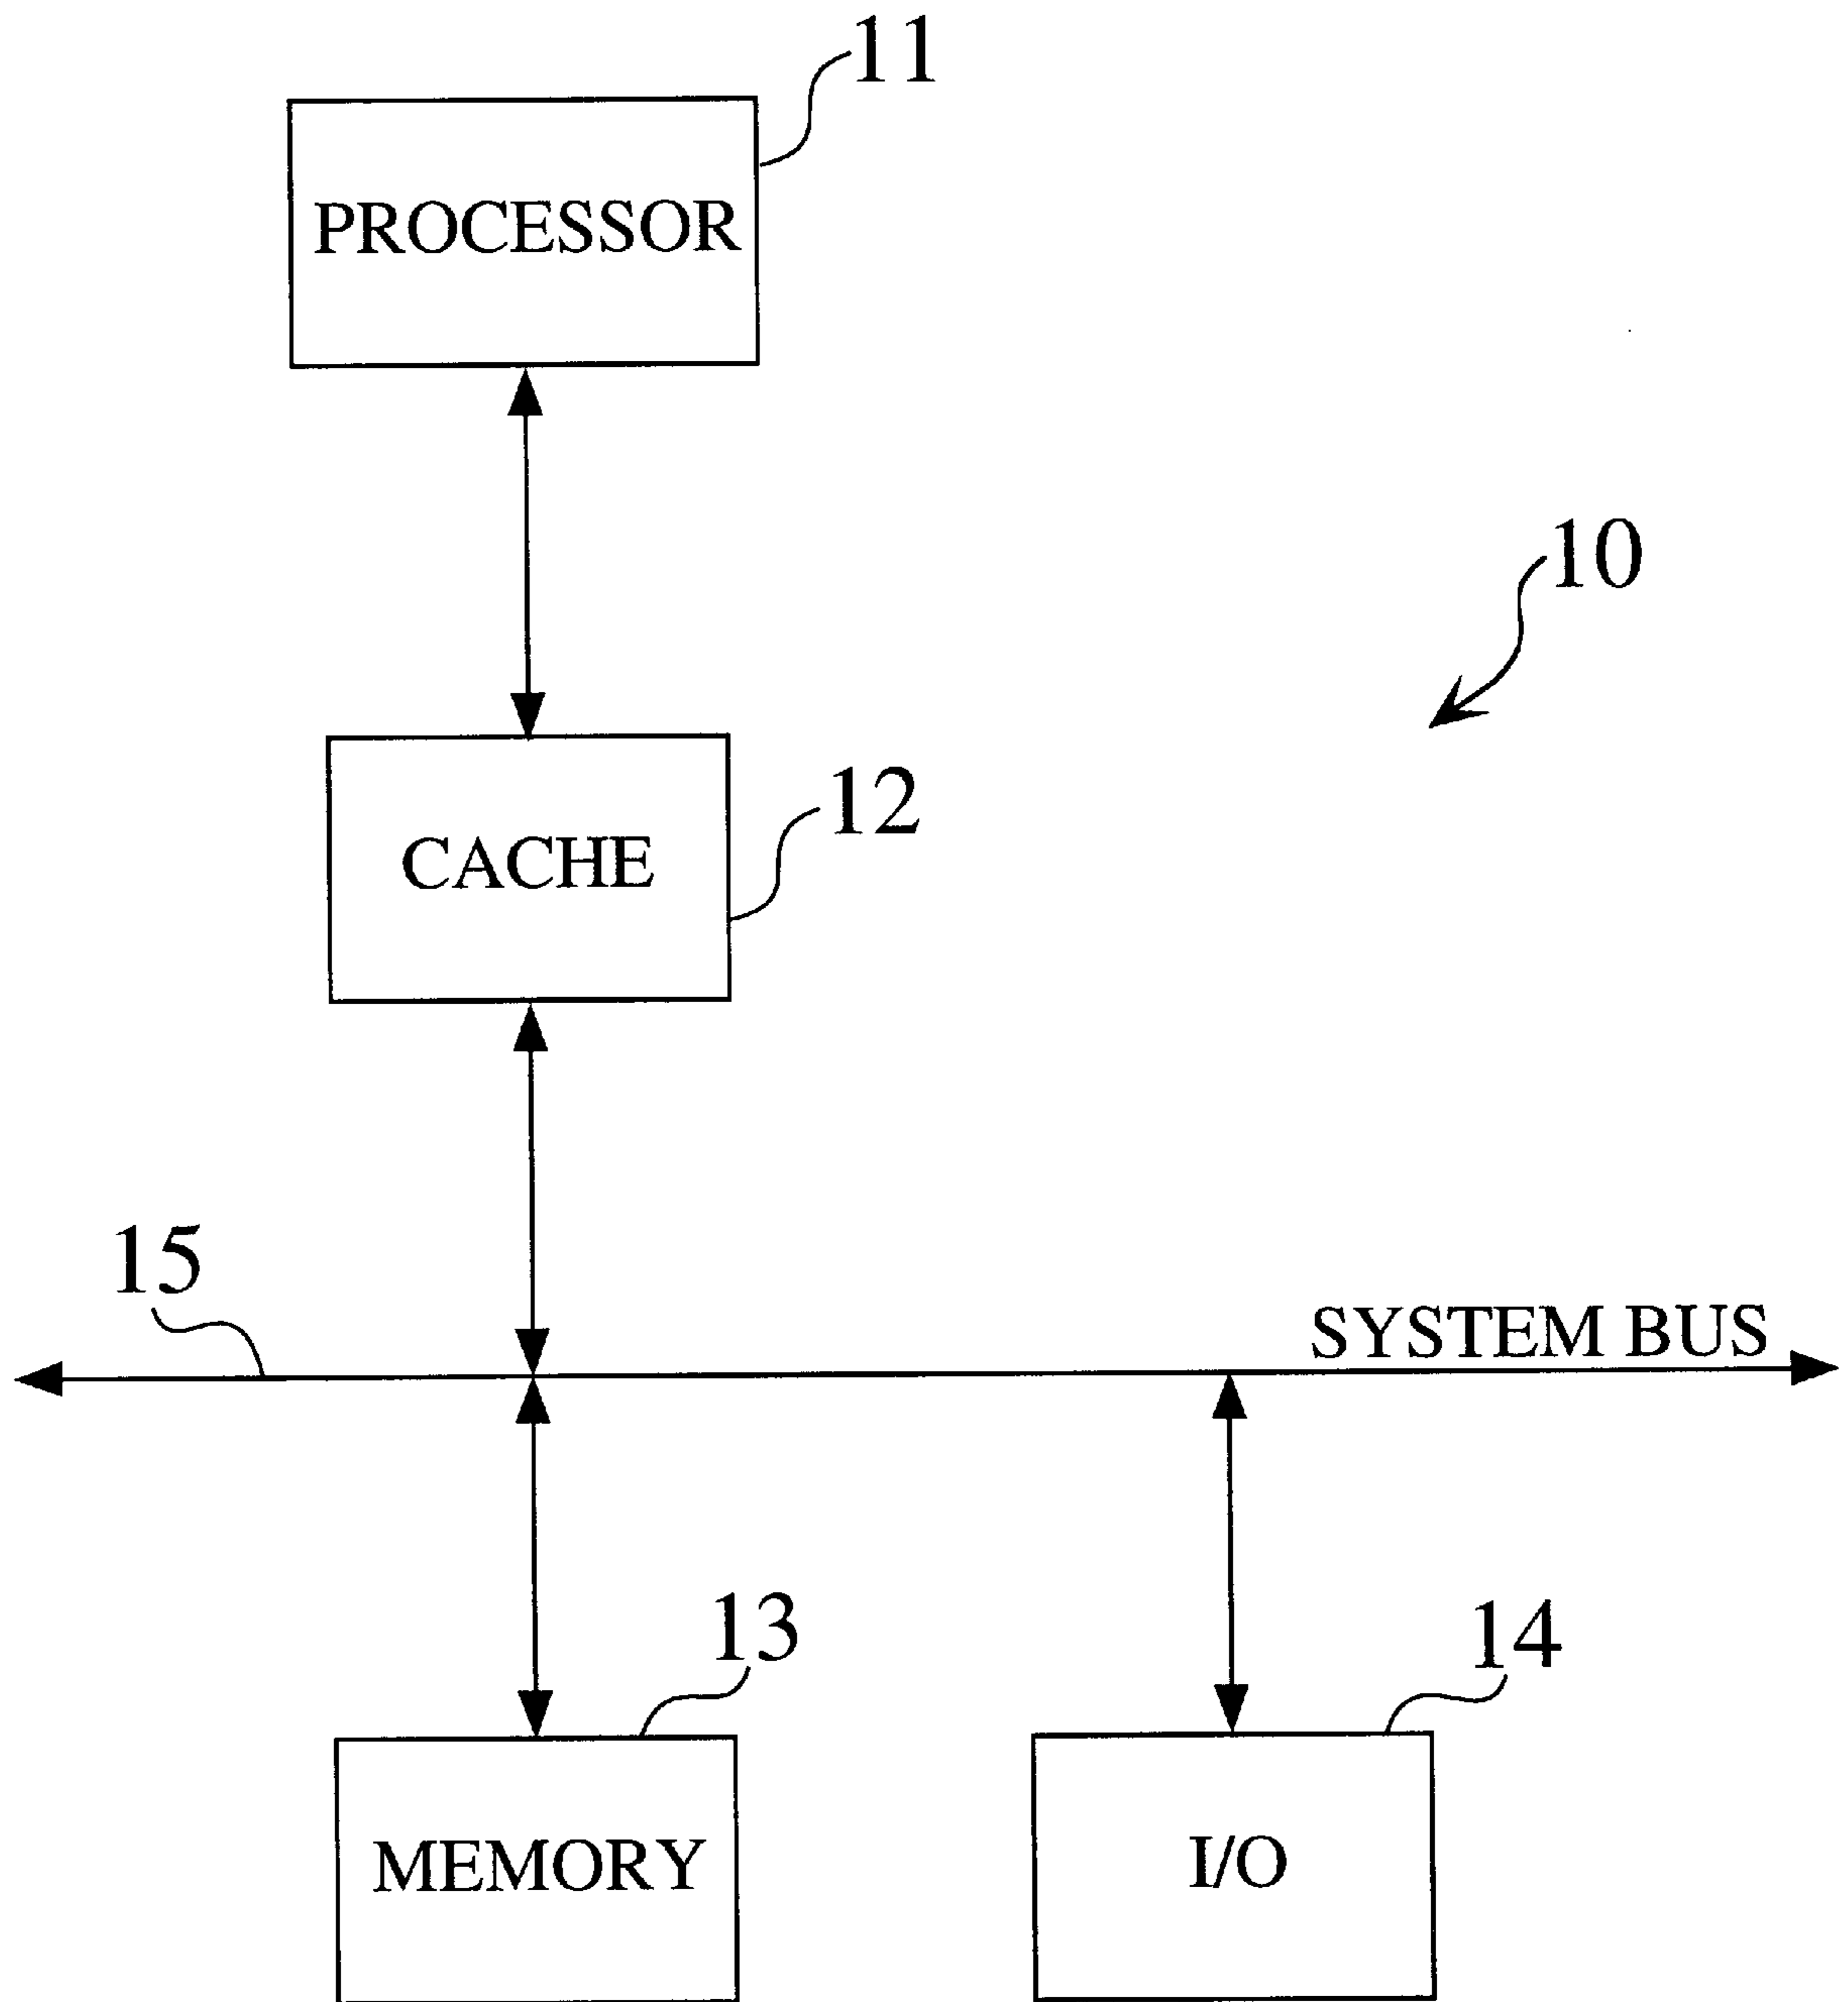 11
PROCESSOR
10
12
CACHE
15
SYSTEM BUS
13
14
MEMORY
I/O